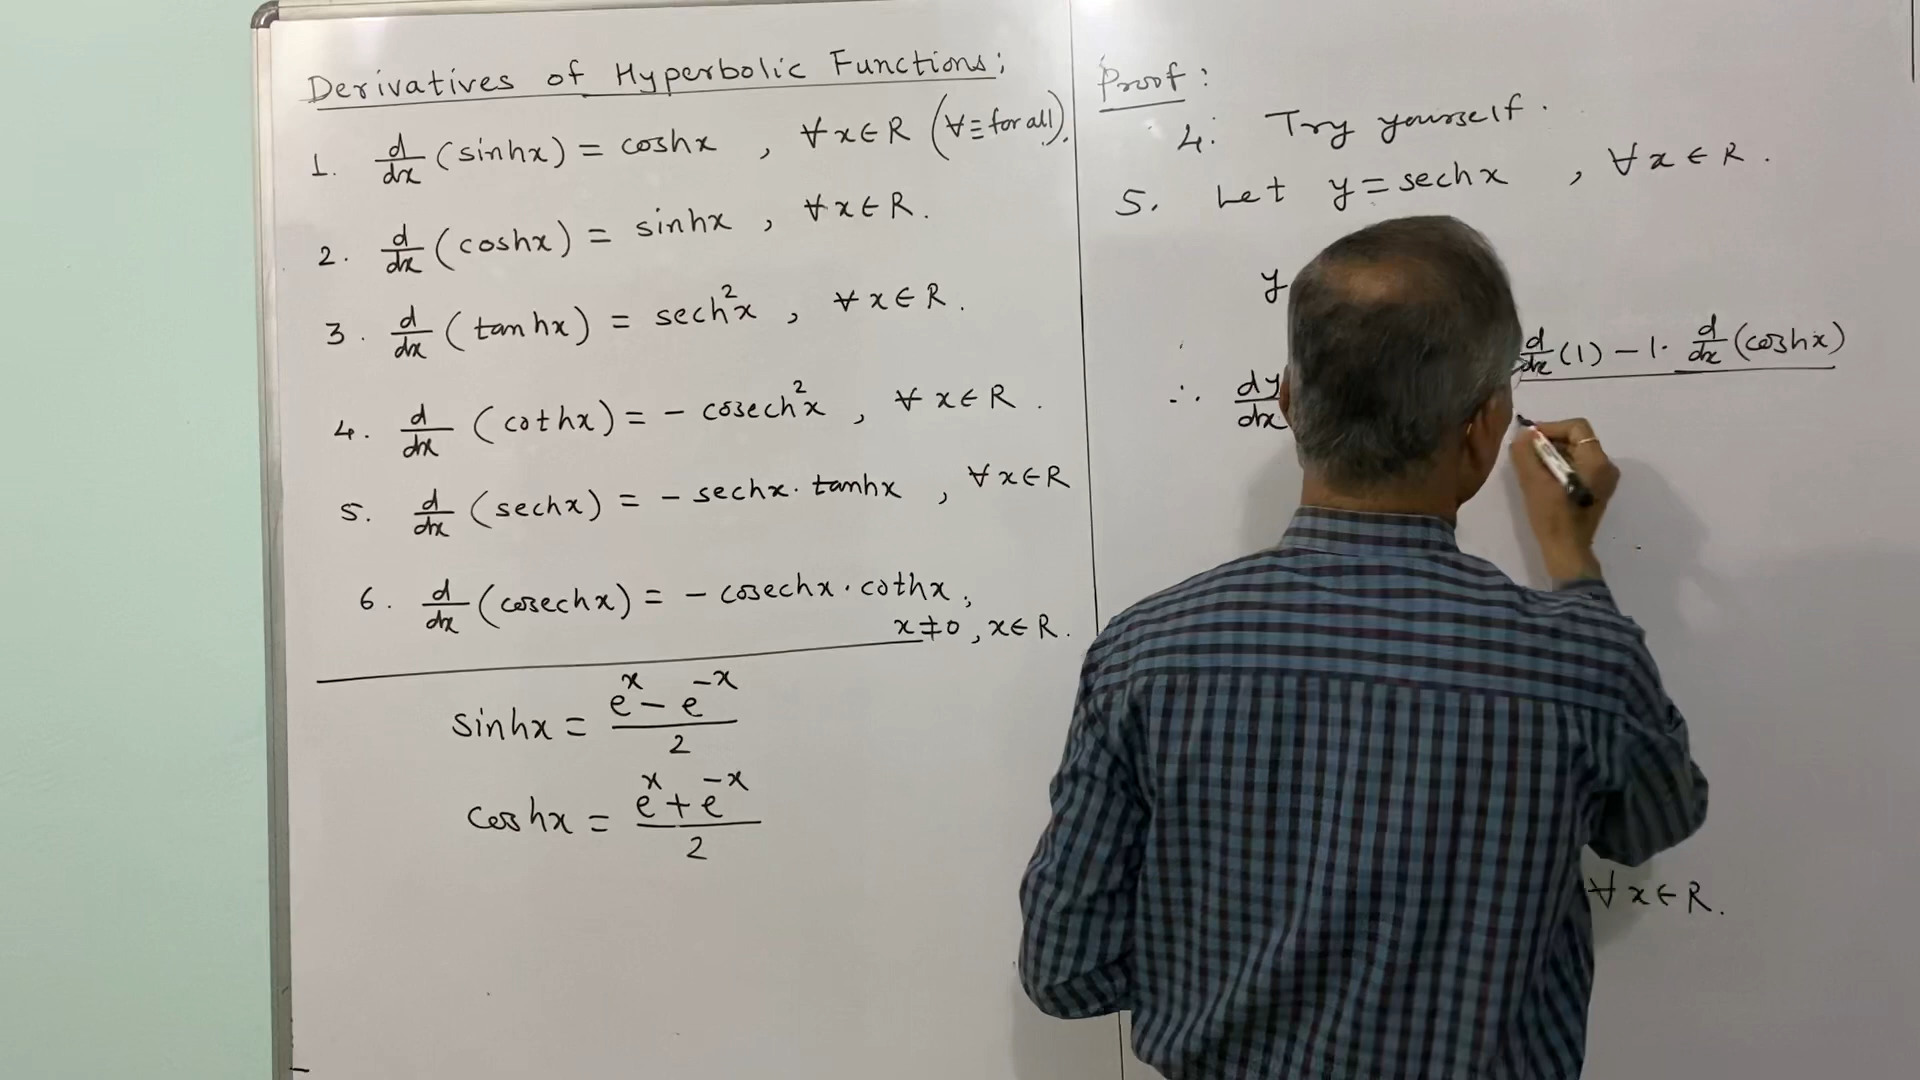 Derivatives of Hyperbolic Functions:
1. d/dx (sinhx) = coshx , ∀ x∈R (∀ ≡ for all).
2. d/dx (coshx) = sinhx , ∀ x∈R.
3. d/dx (tanhx) = sech²x , ∀ x∈R.
4. d/dx (cothx) = - cosech²x , ∀ x∈R.
5. d/dx (sechx) = - sechx · tanhx , ∀ x∈R
6. d/dx (cosechx) = - cosechx · cothx,
x≠0, x∈R.
sinhx = (e^x - e^-x)/2
coshx = (e^x + e^-x)/2
Proof:
4. Try yourself.
5. Let y = sechx , ∀ x∈R.
y
∴ dy/dx d/dx (1) - 1· d/dx (coshx)
∀ x∈R.